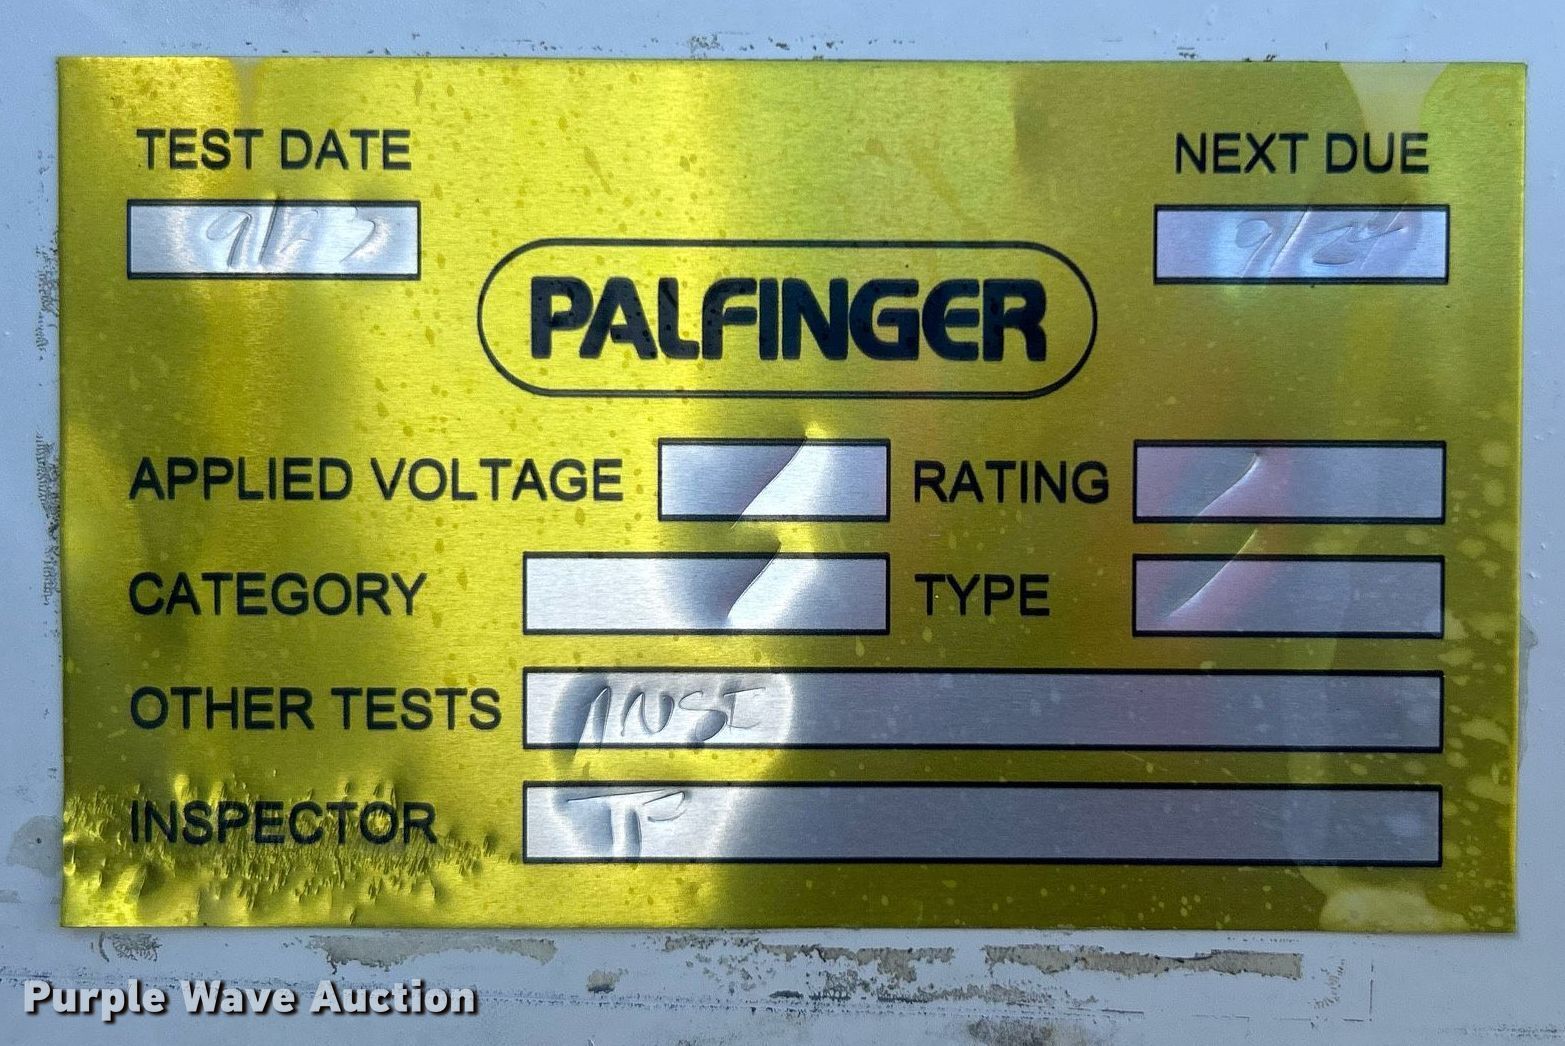 TEST DATE
NEXT DUE
9/23
9/24
PALFINGER
APPLIED VOLTAGE / RATING /
CATEGORY / TYPE /
OTHER TESTS ANSI
INSPECTOR TP
Purple Wave Auction